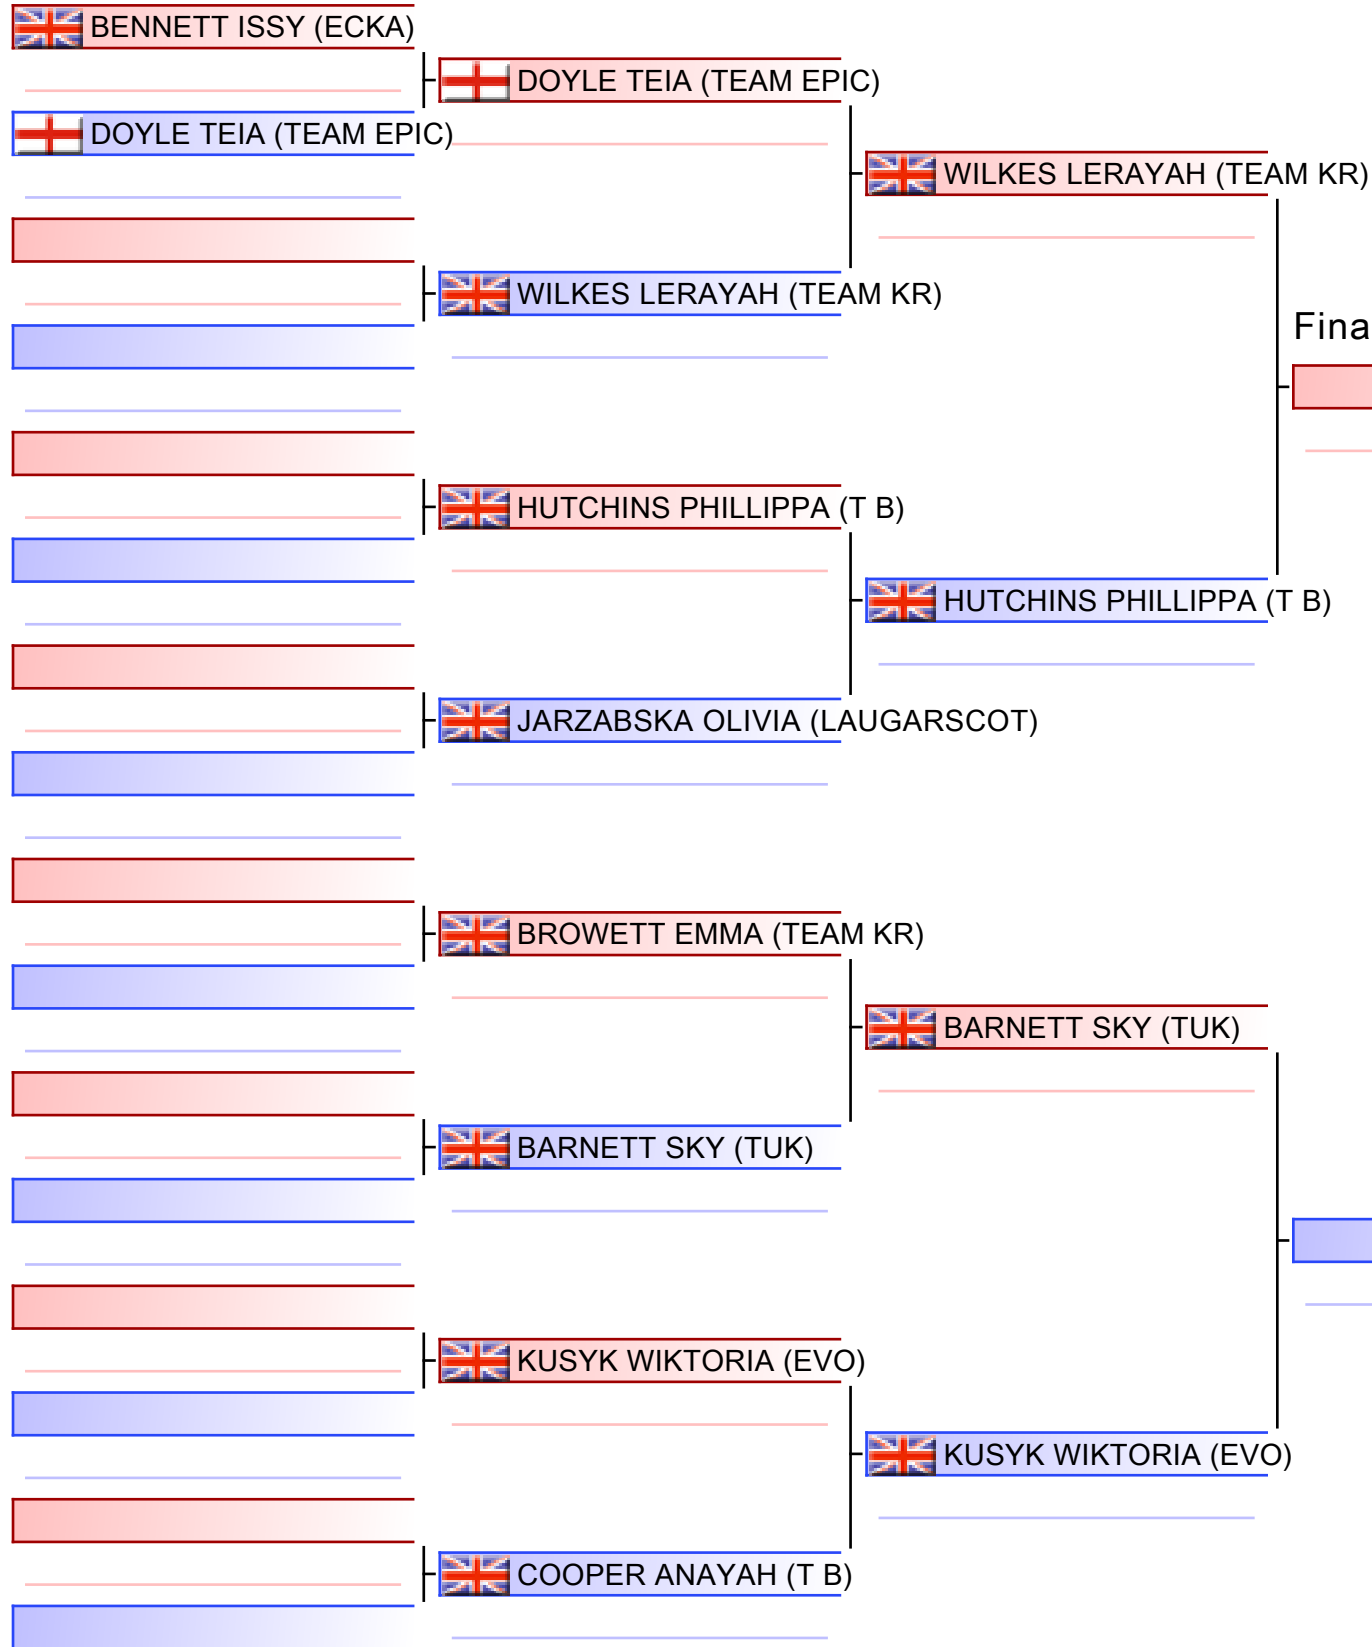 BENNETT ISSY (ECKA)
DOYLE TEIA (TEAM EPIC)
DOYLE TEIA (TEAM EPIC)
WILKES LERAYAH (TEAM KR)
WILKES LERAYAH (TEAM KR)
Fina
HUTCHINS PHILLIPPA (T B)
HUTCHINS PHILLIPPA (T B)
JARZABSKA OLIVIA (LAUGARSCOT)
BROWETT EMMA (TEAM KR)
BARNETT SKY (TUK)
BARNETT SKY (TUK)
KUSYK WIKTORIA (EVO)
KUSYK WIKTORIA (EVO)
COOPER ANAYAH (T B)